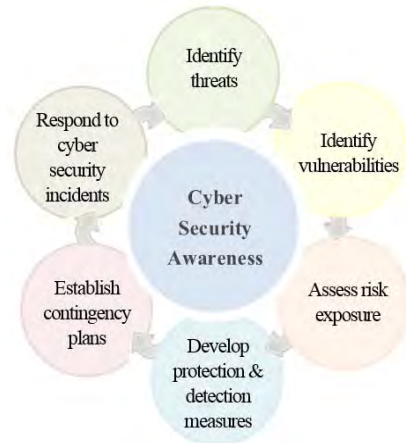 Identify
threats
Identify
vulnerabilities
Assess risk
exposure
Develop
protection &
detection
measures
Establish
contingency
plans
Respond to
cyber
security
incidents
Cyber
Security
Awareness